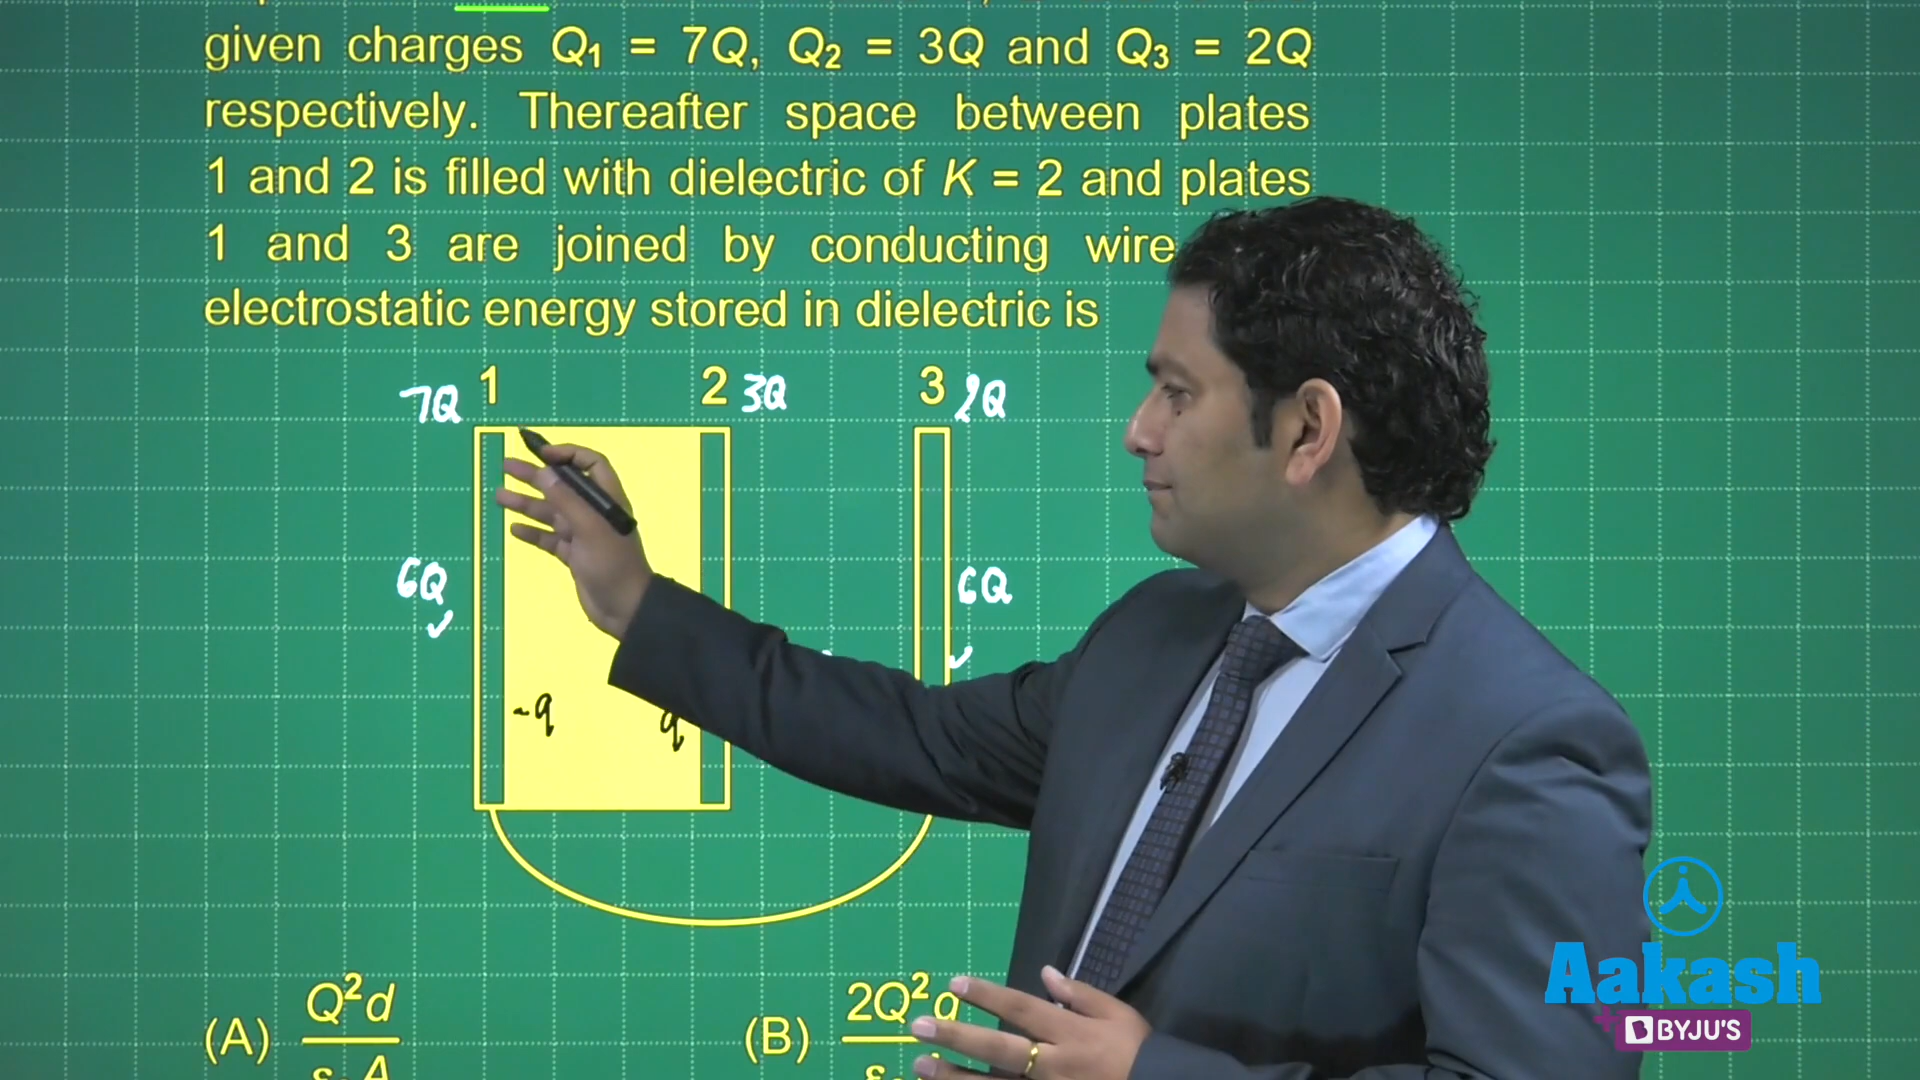 given charges Q₁ = 7Q, Q₂ = 3Q and Q₃ = 2Q
respectively. Thereafter space between plates
1 and 2 is filled with dielectric of K = 2 and plates
1 and 3 are joined by conducting wire
electrostatic energy stored in dielectric is
7Q 1 2 3Q 3 2Q
6Q 6Q
-q q
(A) Q²d
(B) 2Q²
Aakash
+BYJU'S